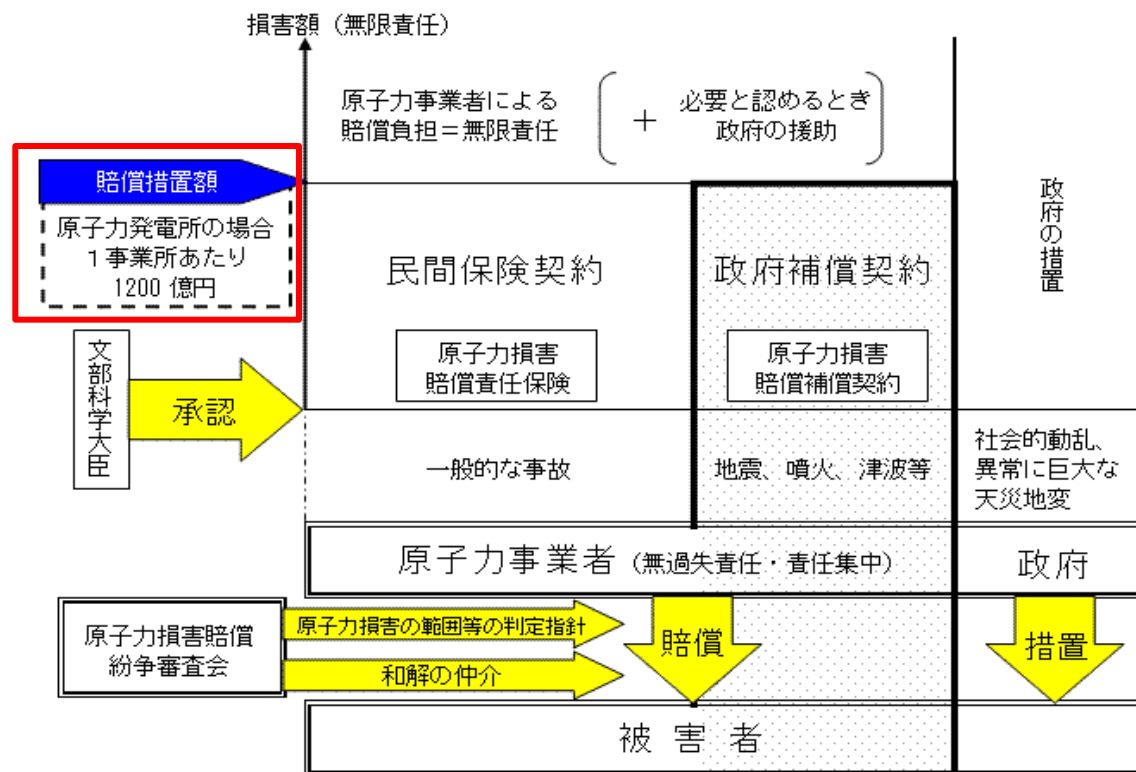 損害額（無限責任）
原子力事業者による
賠償負担＝無限責任
＋
必要と認めるとき
政府の援助
賠償措置額
原子力発電所の場合
１事業所あたり
1200 億円
民間保険契約
政府補償契約
政府の措置
原子力損害
賠償責任保険
原子力損害
賠償補償契約
文部科学大臣
承認
一般的な事故
地震、噴火、津波等
社会的動乱、
異常に巨大な
天災地変
原子力事業者（無過失責任・責任集中）
政府
原子力損害賠償
紛争審査会
原子力損害の範囲等の判定指針
和解の仲介
賠償
措置
被害者